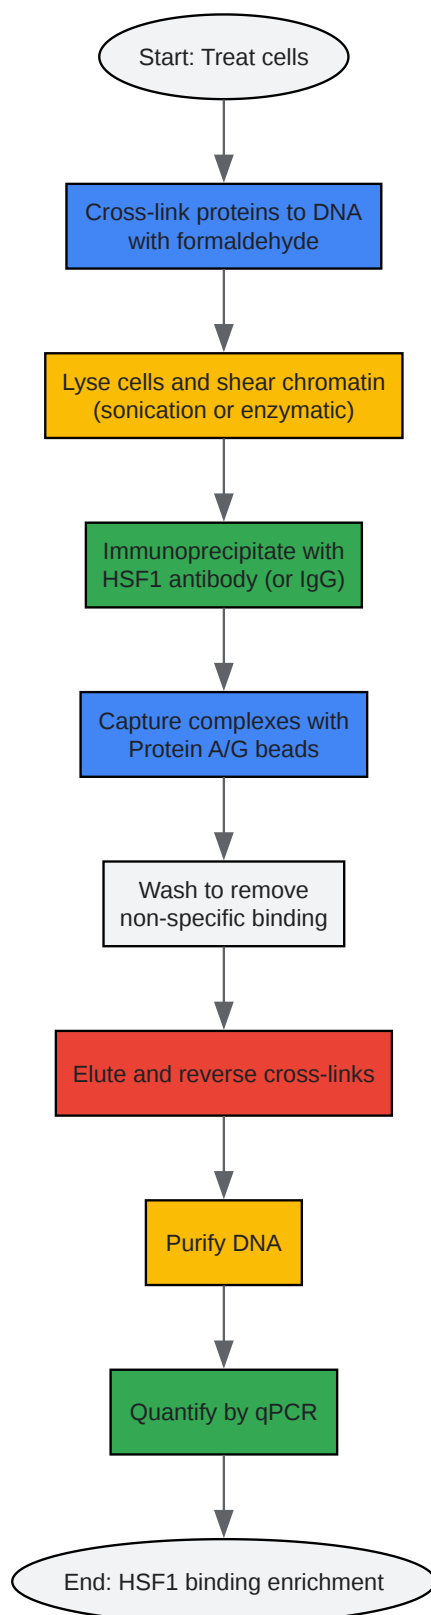 Start: Treat cells
Cross-link proteins to DNA
with formaldehyde
Lyse cells and shear chromatin
(sonication or enzymatic)
Immunoprecipitate with
HSF1 antibody (or IgG)
Capture complexes with
Protein A/G beads
Wash to remove
non-specific binding
Elute and reverse cross-links
Purify DNA
Quantify by qPCR
End: HSF1 binding enrichment